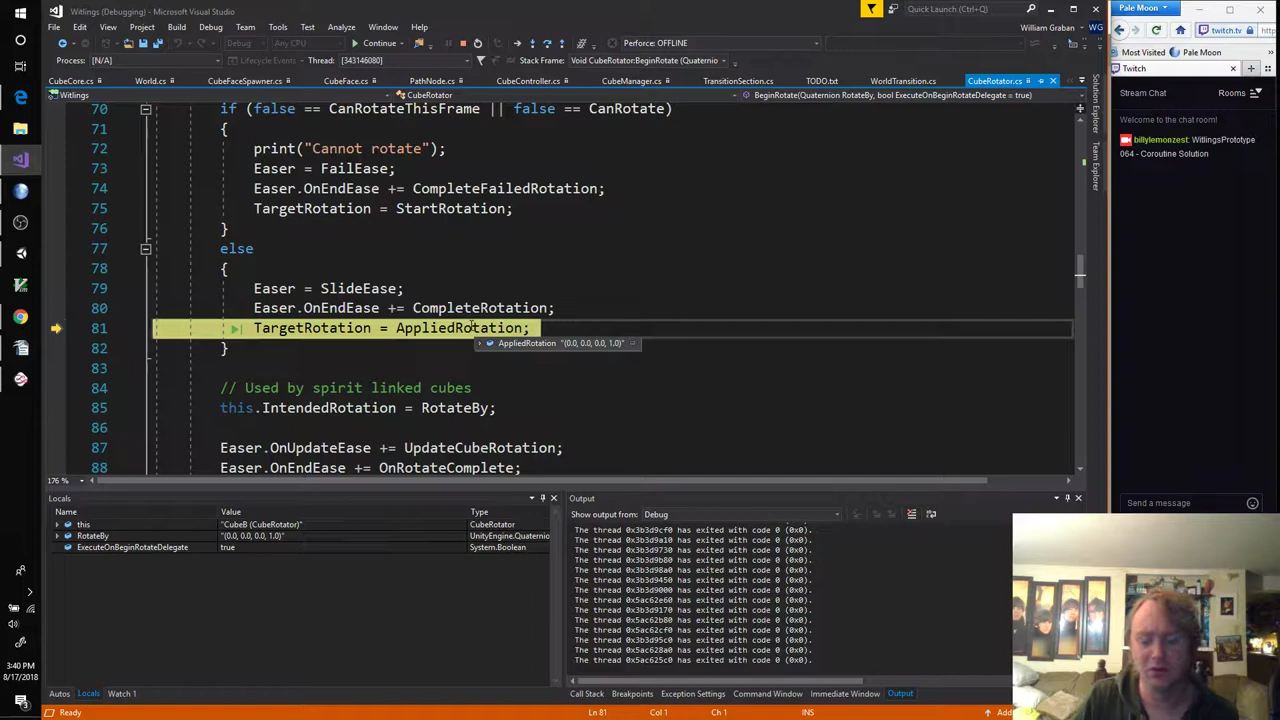 Witlings (Debugging) - Microsoft Visual Studio
Quick Launch (Ctrl+Q)
Pale Moon
File Edit View Project Build Debug Team Tools Test Analyze Window Help
William Graban WG
twitch.tv
Debug Any CPU Continue
Perforce: OFFLINE
Most Visited Pale Moon
Process: [N/A] Lifecycle Events Thread: [343146080] Stack Frame: Void CubeRotator:BeginRotate (Quaternio
Twitch
CubeCore.cs World.cs CubeFaceSpawner.cs CubeFace.cs PathNode.cs CubeController.cs CubeManager.cs TransitionSection.cs TODO.txt WorldTransition.cs CubeRotator.cs
Witlings CubeRotator BeginRotate(Quaternion RotateBy, bool ExecuteOnBeginRotateDelegate = true)
Stream Chat Rooms
Solution Explorer
Team Explorer
Welcome to the chat room!
billylemonzest: WitlingsPrototype
064 - Coroutine Solution
70 if (false == CanRotateThisFrame || false == CanRotate)
71 {
72 print("Cannot rotate");
73 Easer = FailEase;
74 Easer.OnEndEase += CompleteFailedRotation;
75 TargetRotation = StartRotation;
76 }
77 else
78 {
79 Easer = SlideEase;
80 Easer.OnEndEase += CompleteRotation;
81 TargetRotation = AppliedRotation;
AppliedRotation "(0.0, 0.0, 0.0, 1.0)"
82 }
83
84 // Used by spirit linked cubes
85 this.IntendedRotation = RotateBy;
86
87 Easer.OnUpdateEase += UpdateCubeRotation;
88 Easer.OnEndEase += OnRotateComplete;
176 %
Locals
Name Value Type
this "CubeB (CubeRotator)" CubeRotator
RotateBy "(0.0, 0.0, 0.0, 1.0)" UnityEngine.Quaternio
ExecuteOnBeginRotateDelegate true System.Boolean
Output
Show output from: Debug
The thread 0x3b3d9cf0 has exited with code 0 (0x0).
The thread 0x3b3d9a10 has exited with code 0 (0x0).
The thread 0x3b3d9730 has exited with code 0 (0x0).
The thread 0x3b3d9b80 has exited with code 0 (0x0).
The thread 0x3b3d98a0 has exited with code 0 (0x0).
The thread 0x3b3d9450 has exited with code 0 (0x0).
The thread 0x3b3d9000 has exited with code 0 (0x0).
The thread 0x5ac62e60 has exited with code 0 (0x0).
The thread 0x3b3d9170 has exited with code 0 (0x0).
The thread 0x5ac62b80 has exited with code 0 (0x0).
The thread 0x5ac62cf0 has exited with code 0 (0x0).
The thread 0x3b3d95c0 has exited with code 0 (0x0).
The thread 0x5ac628a0 has exited with code 0 (0x0).
The thread 0x5ac625c0 has exited with code 0 (0x0).
Send a message
Autos Locals Watch 1
Call Stack Breakpoints Exception Settings Command Window Immediate Window Output
Ready Ln 81 Col 1 Ch 1 INS
3:40 PM
8/17/2018